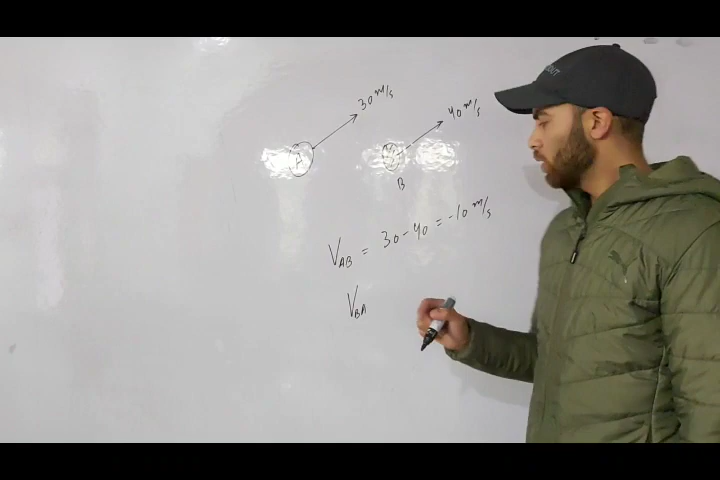 30 m/s
40 m/s
A
B
V_AB = 30 - 40 = -10 m/s
V_BA